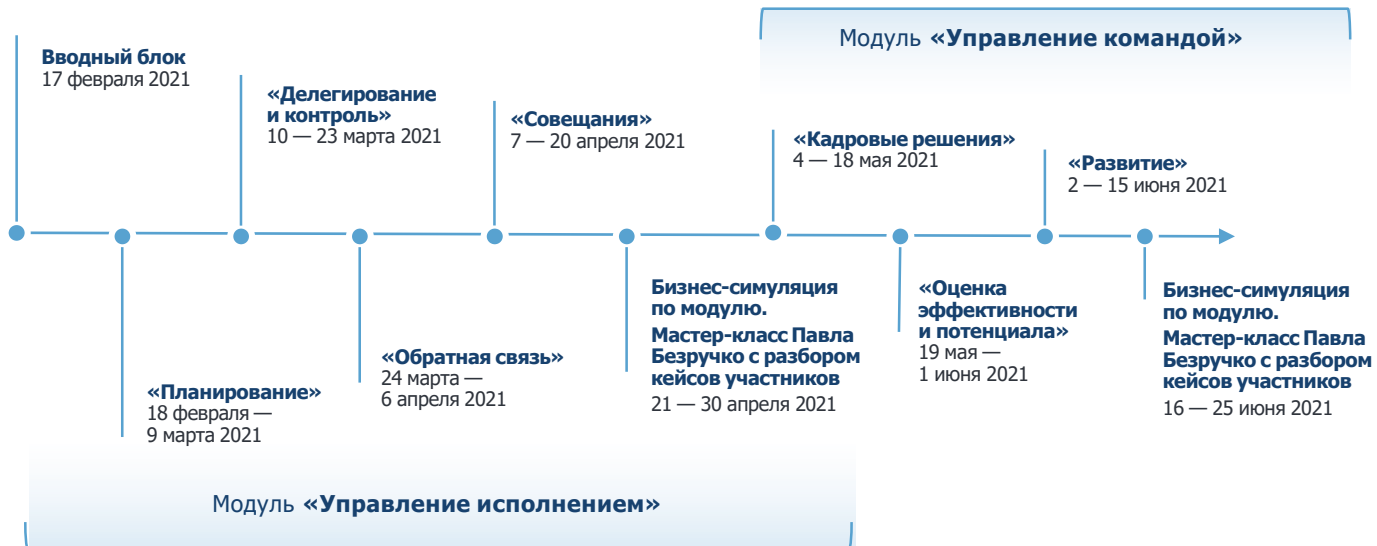 Модуль «Управление командой»
Вводный блок
17 февраля 2021
«Делегирование
и контроль»
10 — 23 марта 2021
«Совещания»
7 — 20 апреля 2021
«Кадровые решения»
4 — 18 мая 2021
«Развитие»
2 — 15 июня 2021
«Планирование»
18 февраля —
9 марта 2021
«Обратная связь»
24 марта —
6 апреля 2021
Бизнес-симуляция
по модулю.
Мастер-класс Павла
Безручко с разбором
кейсов участников
21 — 30 апреля 2021
«Оценка
эффективности
и потенциала»
19 мая —
1 июня 2021
Бизнес-симуляция
по модулю.
Мастер-класс Павла
Безручко с разбором
кейсов участников
16 — 25 июня 2021
Модуль «Управление исполнением»